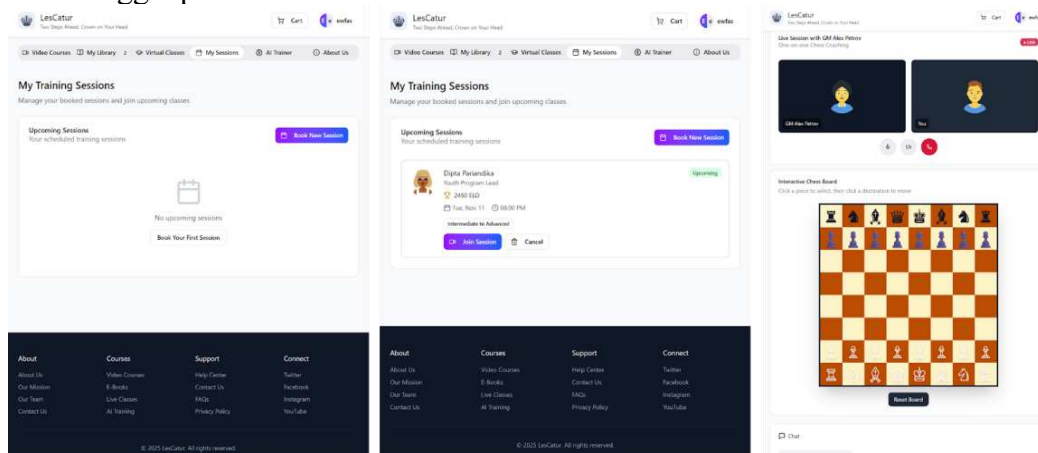 LesCatur
Two Steps Ahead, Crown on Your Head
Cart
ewfas
Video Courses My Library 2 Virtual Classes My Sessions AI Trainer About Us
My Training Sessions
Manage your booked sessions and join upcoming classes
Upcoming Sessions
Your scheduled training sessions
Book New Session
No upcoming sessions
Book Your First Session
About Courses Support Connect
About Us Video Courses Help Center Twitter
Our Mission E-Books Contact Us Facebook
Our Team Live Classes FAQs Instagram
Contact Us AI Training Privacy Policy YouTube
© 2025 LesCatur. All rights reserved.
LesCatur
Two Steps Ahead, Crown on Your Head
Cart
ewfas
Video Courses My Library 2 Virtual Classes My Sessions AI Trainer About Us
My Training Sessions
Manage your booked sessions and join upcoming classes
Upcoming Sessions
Your scheduled training sessions
Book New Session
Dipta Pariandika
Upcoming
Youth Program Lead
2450 ELO
Tue, Nov 11 06:00 PM
Intermediate to Advanced
Join Session Cancel
About Courses Support Connect
About Us Video Courses Help Center Twitter
Our Mission E-Books Contact Us Facebook
Our Team Live Classes FAQs Instagram
Contact Us AI Training Privacy Policy YouTube
© 2025 LesCatur. All rights reserved.
LesCatur
Two Steps Ahead, Crown on Your Head
Cart
Live Session with GM Alex Petrov
One-on-one Chess Coaching
GM Alex Petrov
You
Interactive Chess Board
Click a piece to select, then click a destination to move
Reset Board
Chat